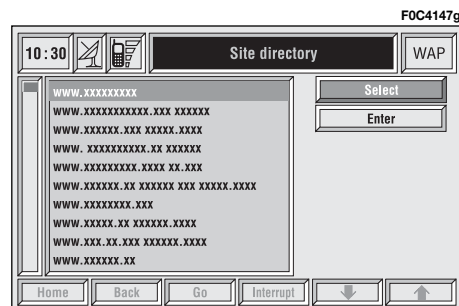 F0C4147g
10:30 Site directory WAP
www.xxxxxxxxx
www.xxxxxxxxxxx.xxx xxxxxx
www.xxxxxx.xxx xxxxx.xxxx
www. xxxxxxxxxx.xx xxxxxx
www.xxxxxxxxx.xxxx xx.xxx
www.xxxxxx.xx xxxxxx xxx xxxxx.xxxx
www.xxxxxxxx.xxx
www.xxxxx.xx xxxxxx.xxxx
www.xxx.xx.xxx xxxxxx.xxxx
www.xxxxxx.xx
Select
Enter
Home Back Go Interrupt